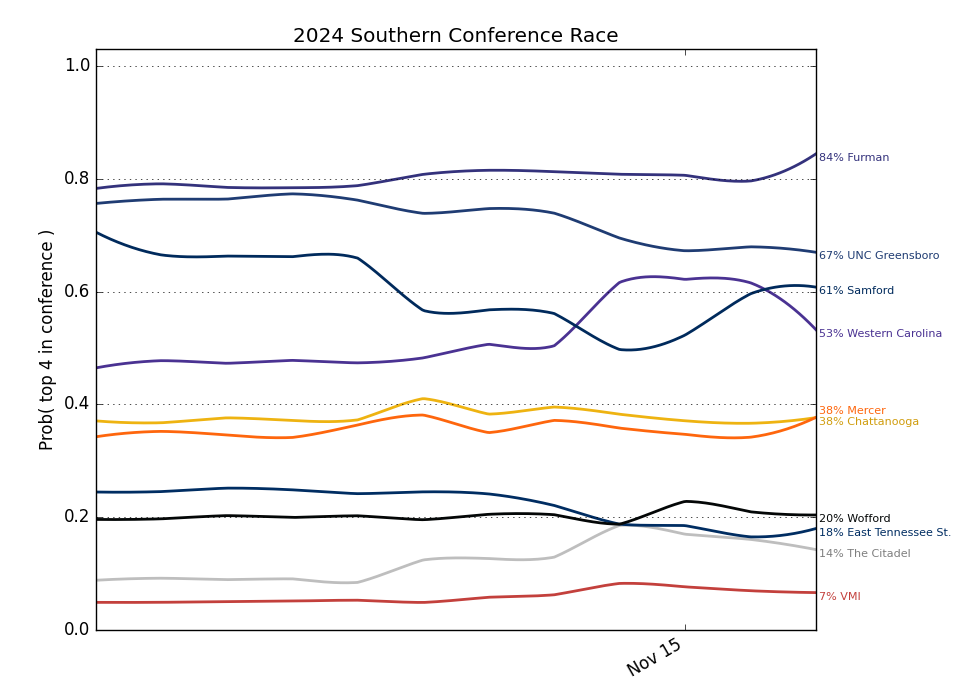 2024 Southern Conference Race
Prob( top 4 in conference )
1.0
0.8
0.6
0.4
0.2
0.0
84% Furman
67% UNC Greensboro
61% Samford
53% Western Carolina
38% Mercer
38% Chattanooga
20% Wofford
18% East Tennessee St.
14% The Citadel
7% VMI
Nov 15